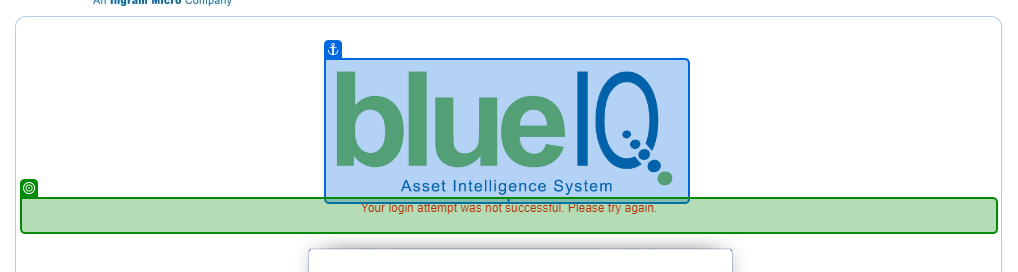 An Ingram Micro Company
blueIQ
Asset Intelligence System
Your login attempt was not successful. Please try again.